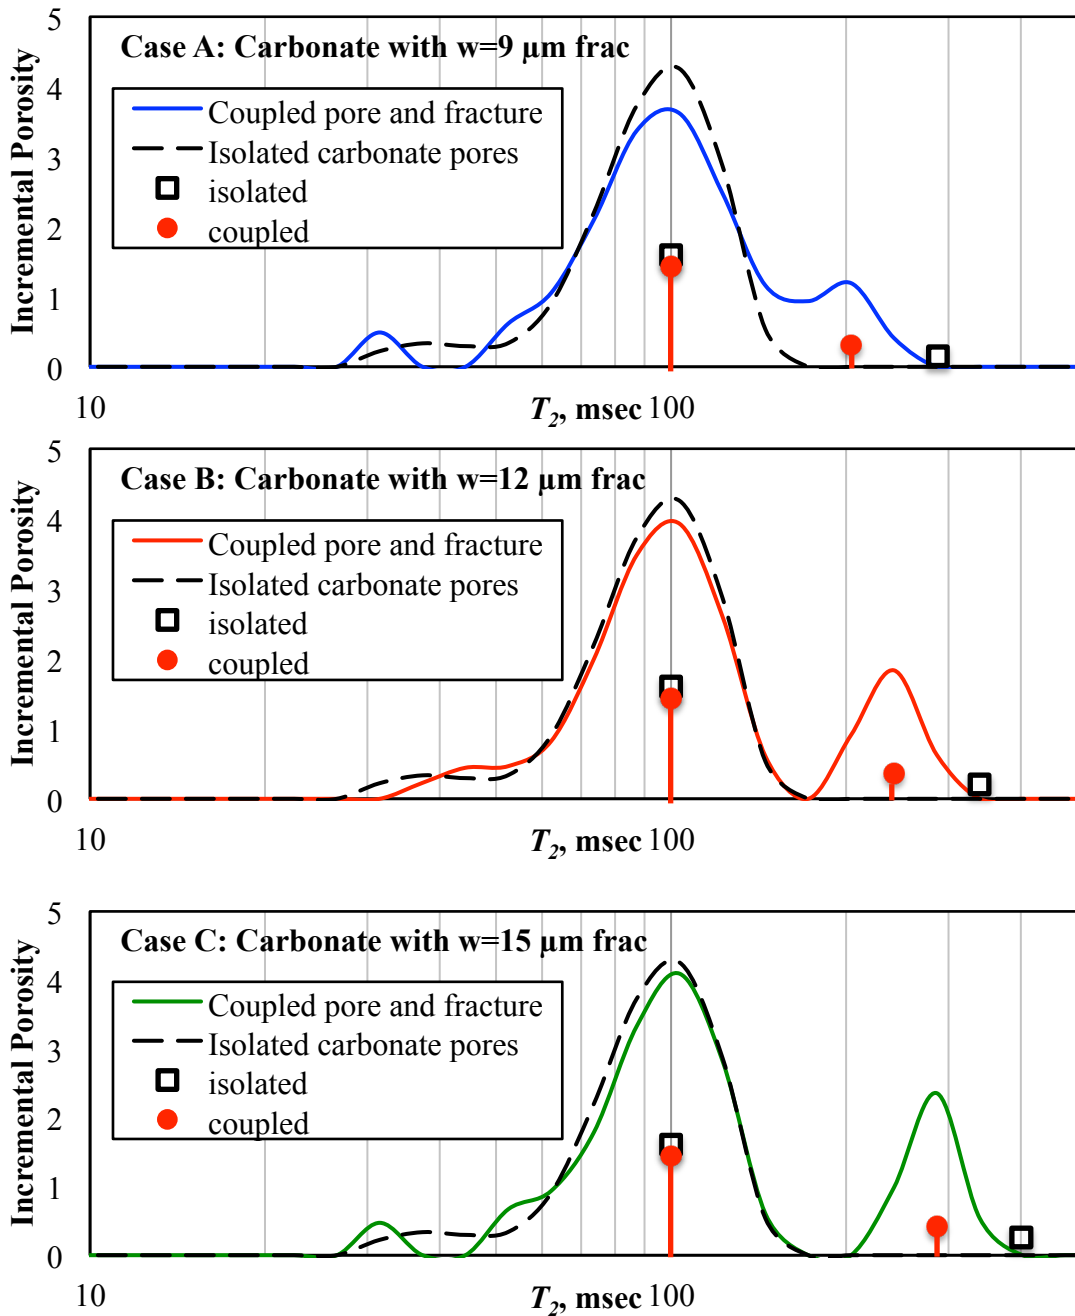 Case A: Carbonate with w=9 µm frac
Coupled pore and fracture
Isolated carbonate pores
isolated
coupled
Incremental Porosity
5
4
3
2
1
0
10
T2, msec
100
Case B: Carbonate with w=12 µm frac
Coupled pore and fracture
Isolated carbonate pores
isolated
coupled
Incremental Porosity
5
4
3
2
1
0
10
T2, msec
100
Case C: Carbonate with w=15 µm frac
Coupled pore and fracture
Isolated carbonate pores
isolated
coupled
Incremental Porosity
5
4
3
2
1
0
10
T2, msec
100